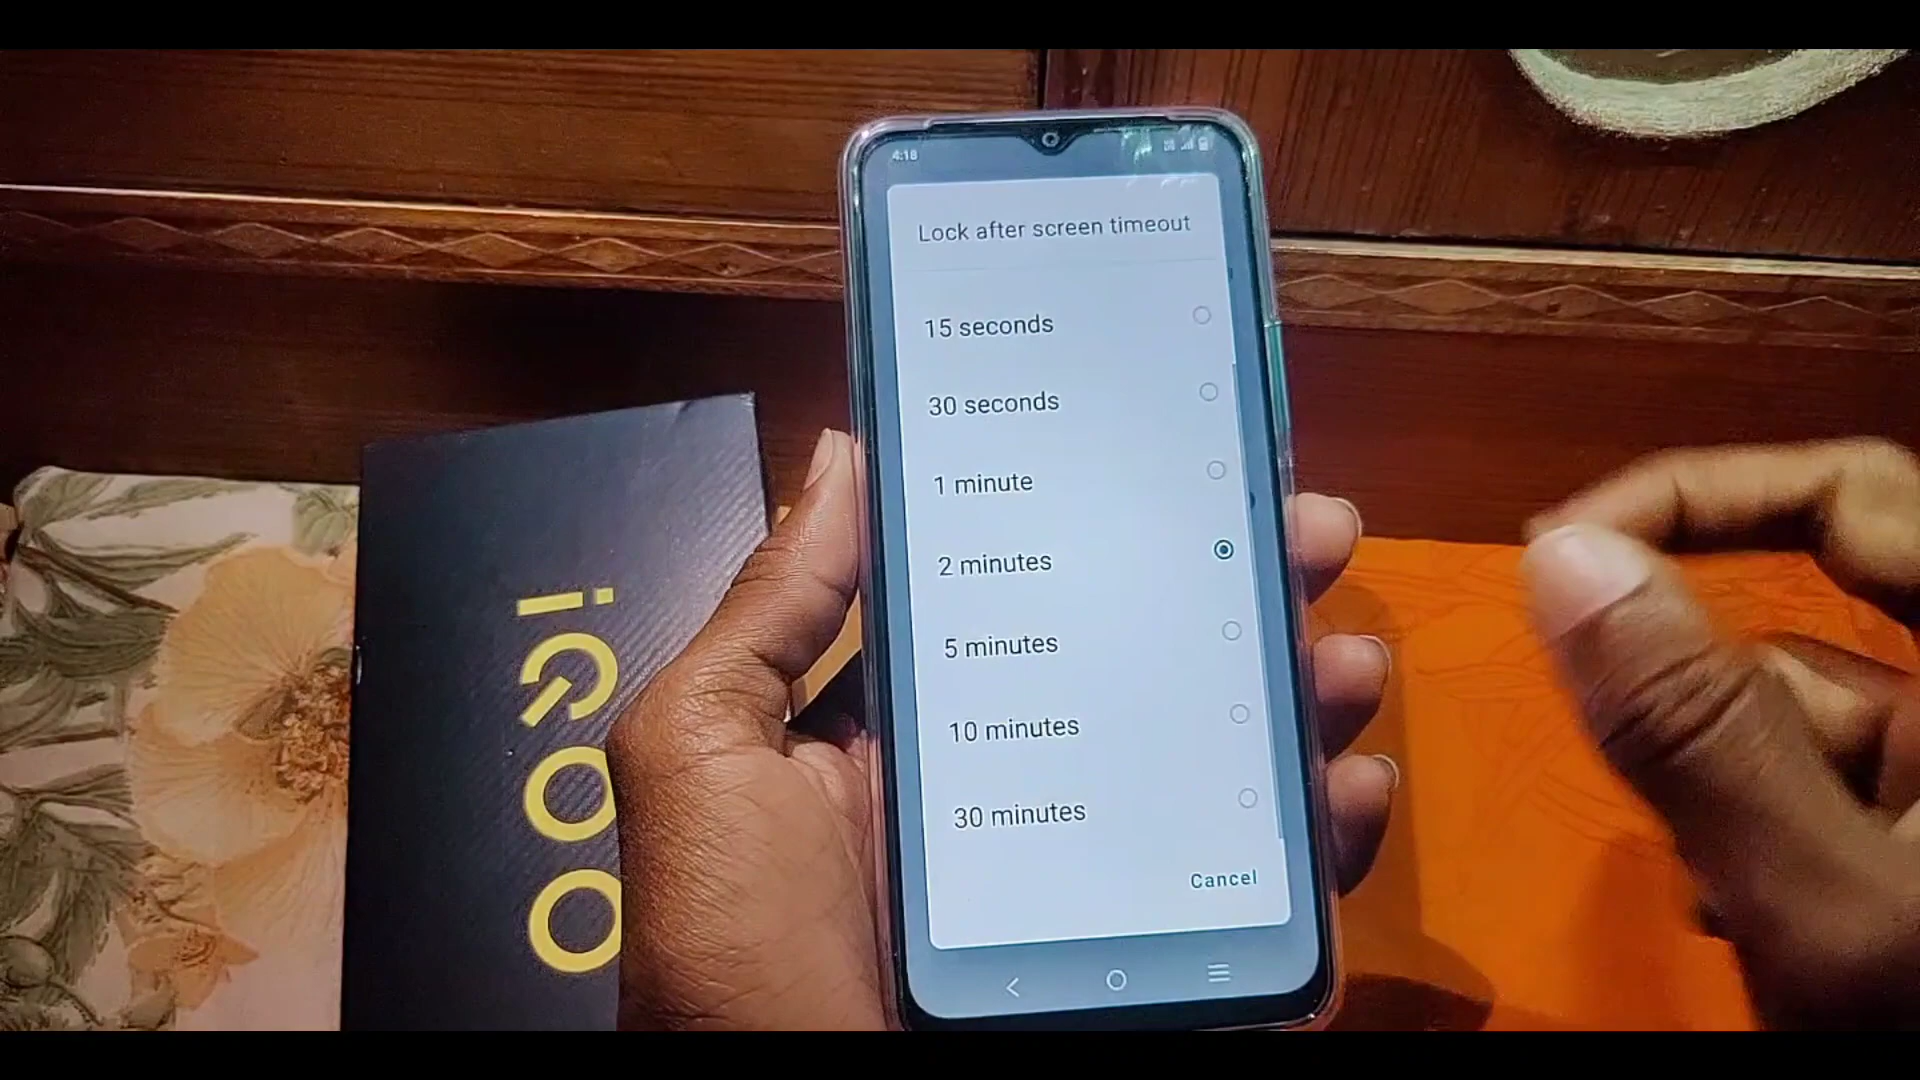 4:18
Lock after screen timeout
15 seconds
30 seconds
1 minute
2 minutes
5 minutes
10 minutes
30 minutes
Cancel
iQOO